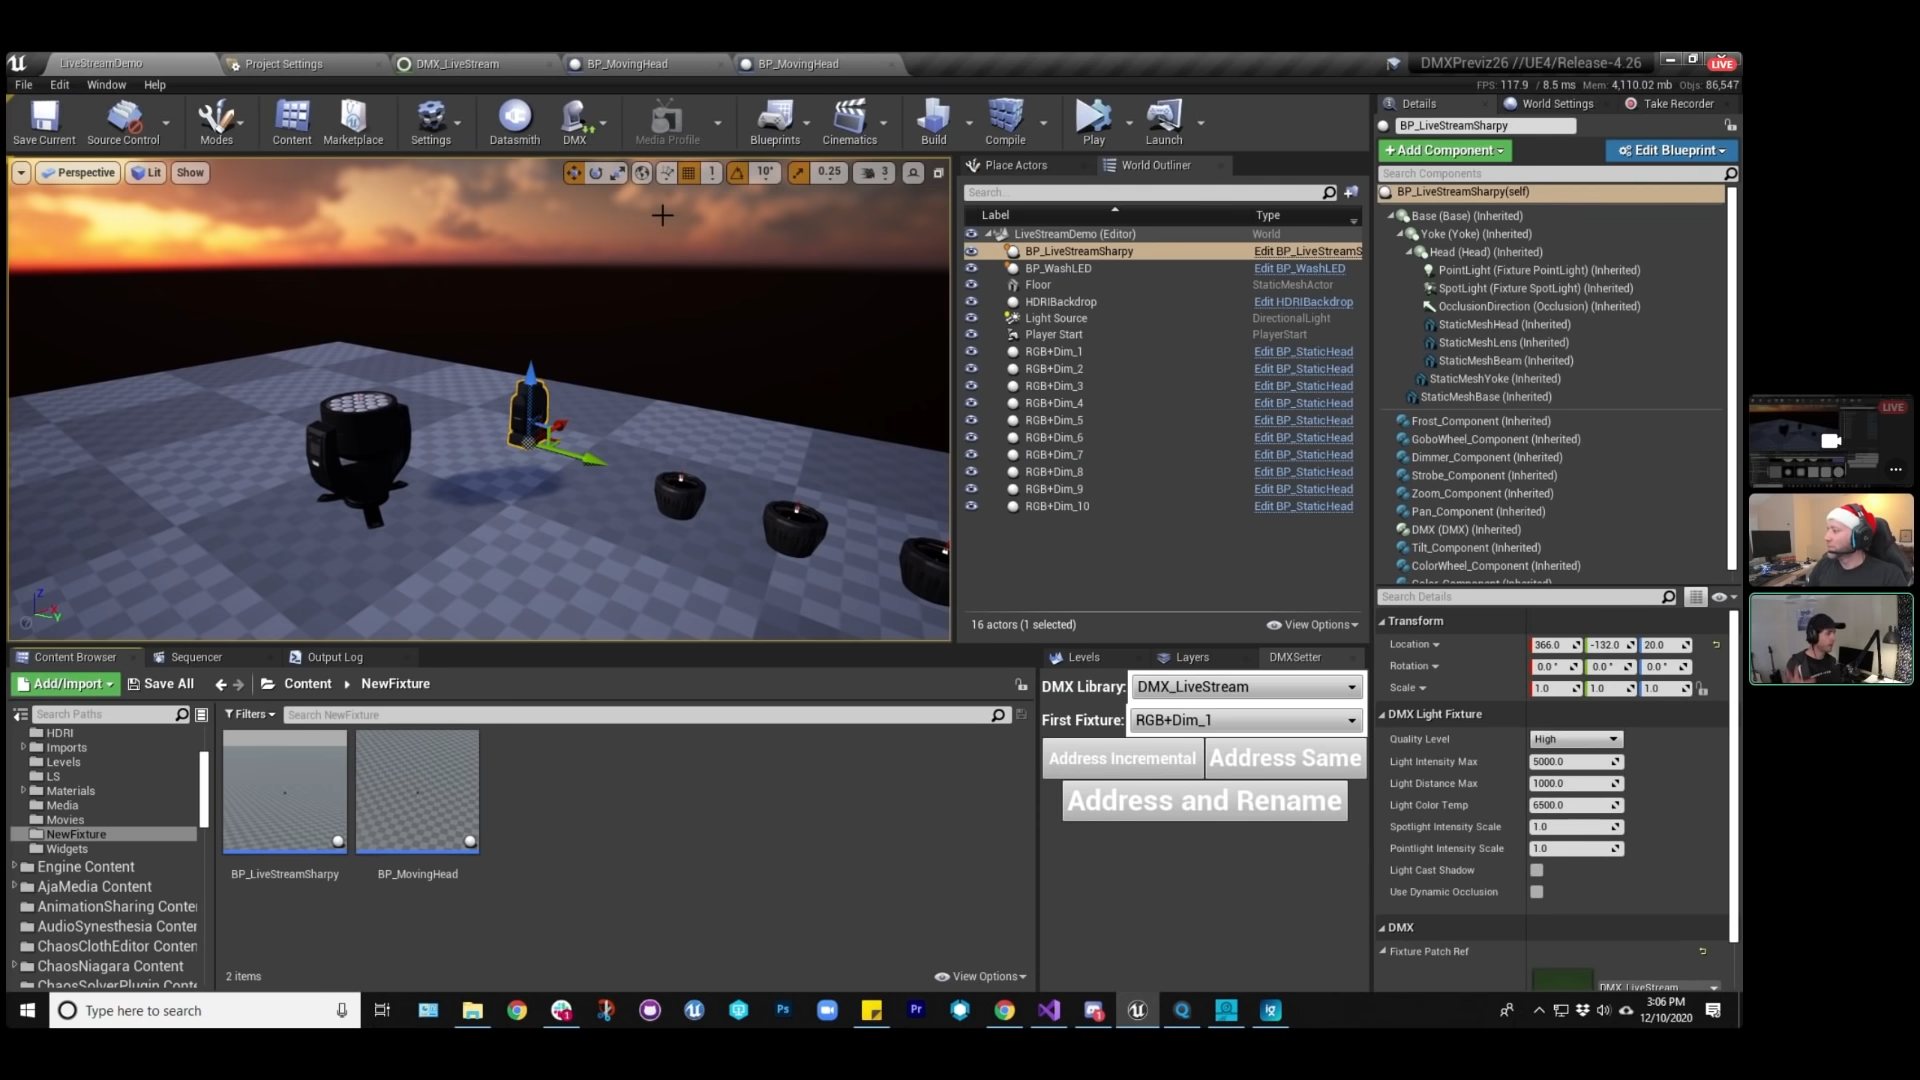 LiveStreamDemo
Project Settings
DMX_LiveStream
BP_MovingHead
BP_MovingHead
DMXPreviz26 //UE4/Release-4.26
LIVE
File Edit Window Help
FPS: 117.9 / 8.5 ms Mem: 4,110.02 mb Objs: 86,547
Save Current
Source Control
Modes
Content
Marketplace
Settings
Datasmith
DMX
Media Profile
Blueprints
Cinematics
Build
Compile
Play
Launch
Perspective
Lit
Show
1
10°
0.25
3
Place Actors
World Outliner
Search...
Label Type
LiveStreamDemo (Editor) World
BP_LiveStreamSharpy Edit BP_LiveStreamS
BP_WashLED Edit BP_WashLED
Floor StaticMeshActor
HDRIBackdrop Edit HDRIBackdrop
Light Source DirectionalLight
Player Start PlayerStart
RGB+Dim_1 Edit BP_StaticHead
RGB+Dim_2 Edit BP_StaticHead
RGB+Dim_3 Edit BP_StaticHead
RGB+Dim_4 Edit BP_StaticHead
RGB+Dim_5 Edit BP_StaticHead
RGB+Dim_6 Edit BP_StaticHead
RGB+Dim_7 Edit BP_StaticHead
RGB+Dim_8 Edit BP_StaticHead
RGB+Dim_9 Edit BP_StaticHead
RGB+Dim_10 Edit BP_StaticHead
16 actors (1 selected)
View Options
Details
World Settings
Take Recorder
BP_LiveStreamSharpy
+Add Component
Edit Blueprint
Search Components
BP_LiveStreamSharpy(self)
Base (Base) (Inherited)
Yoke (Yoke) (Inherited)
Head (Head) (Inherited)
PointLight (Fixture PointLight) (Inherited)
SpotLight (Fixture SpotLight) (Inherited)
OcclusionDirection (Occlusion) (Inherited)
StaticMeshHead (Inherited)
StaticMeshLens (Inherited)
StaticMeshBeam (Inherited)
StaticMeshYoke (Inherited)
StaticMeshBase (Inherited)
Frost_Component (Inherited)
GoboWheel_Component (Inherited)
Dimmer_Component (Inherited)
Strobe_Component (Inherited)
Zoom_Component (Inherited)
Pan_Component (Inherited)
DMX (DMX) (Inherited)
Tilt_Component (Inherited)
ColorWheel_Component (Inherited)
Color_Component (Inherited)
Search Details
Transform
Location 366.0 -132.0 20.0
Rotation 0.0° 0.0° 0.0°
Scale 1.0 1.0 1.0
DMX Light Fixture
Quality Level High
Light Intensity Max 5000.0
Light Distance Max 1000.0
Light Color Temp 6500.0
Spotlight Intensity Scale 1.0
Pointlight Intensity Scale 1.0
Light Cast Shadow
Use Dynamic Occlusion
DMX
Fixture Patch Ref
DMX_LiveStream
Content Browser
Sequencer
Output Log
Add/Import
Save All
Content
NewFixture
Search Paths
Filters
Search NewFixture
HDRI
Imports
Levels
LS
Materials
Media
Movies
NewFixture
Widgets
Engine Content
AjaMedia Content
AnimationSharing Conte
AudioSynesthesia Conter
ChaosClothEditor Conten
ChaosNiagara Content
ChaosSolverPlugin Conte
BP_LiveStreamSharpy
BP_MovingHead
2 items
View Options
Levels
Layers
DMXSetter
DMX Library: DMX_LiveStream
First Fixture: RGB+Dim_1
Address Incremental
Address Same
Address and Rename
LIVE
Type here to search
Ps
Pr
3:06 PM
12/10/2020